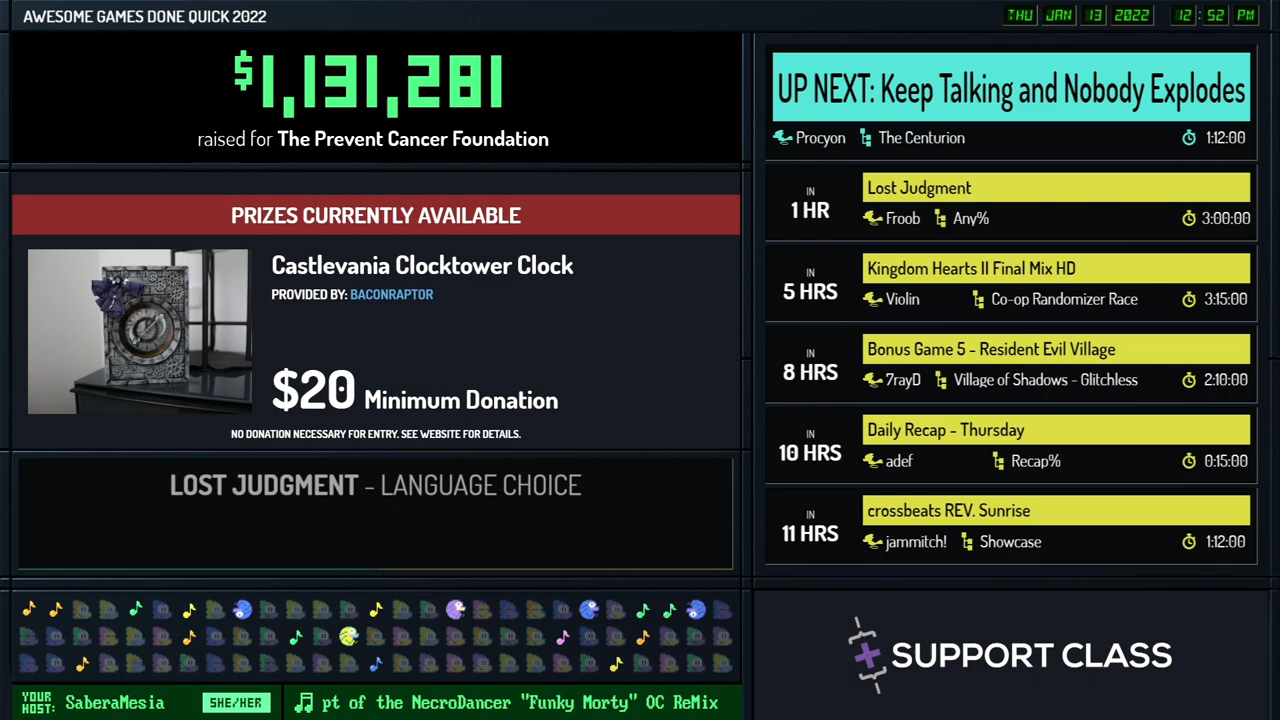 AWESOME GAMES DONE QUICK 2022
THU JAN 13 2022 12:52 PM
$1,131,281
raised for The Prevent Cancer Foundation
PRIZES CURRENTLY AVAILABLE
Castlevania Clocktower Clock
PROVIDED BY: BACONRAPTOR
$20 Minimum Donation
NO DONATION NECESSARY FOR ENTRY. SEE WEBSITE FOR DETAILS.
LOST JUDGMENT - LANGUAGE CHOICE
YOUR HOST: SaberaMesia SHE/HER
pt of the NecroDancer "Funky Morty" OC ReMix
UP NEXT: Keep Talking and Nobody Explodes
Procyon The Centurion 1:12:00
IN 1 HR
Lost Judgment
Froob Any% 3:00:00
IN 5 HRS
Kingdom Hearts II Final Mix HD
Violin Co-op Randomizer Race 3:15:00
IN 8 HRS
Bonus Game 5 - Resident Evil Village
7rayD Village of Shadows - Glitchless 2:10:00
IN 10 HRS
Daily Recap - Thursday
adef Recap% 0:15:00
IN 11 HRS
crossbeats REV. Sunrise
jammitch! Showcase 1:12:00
SUPPORT CLASS